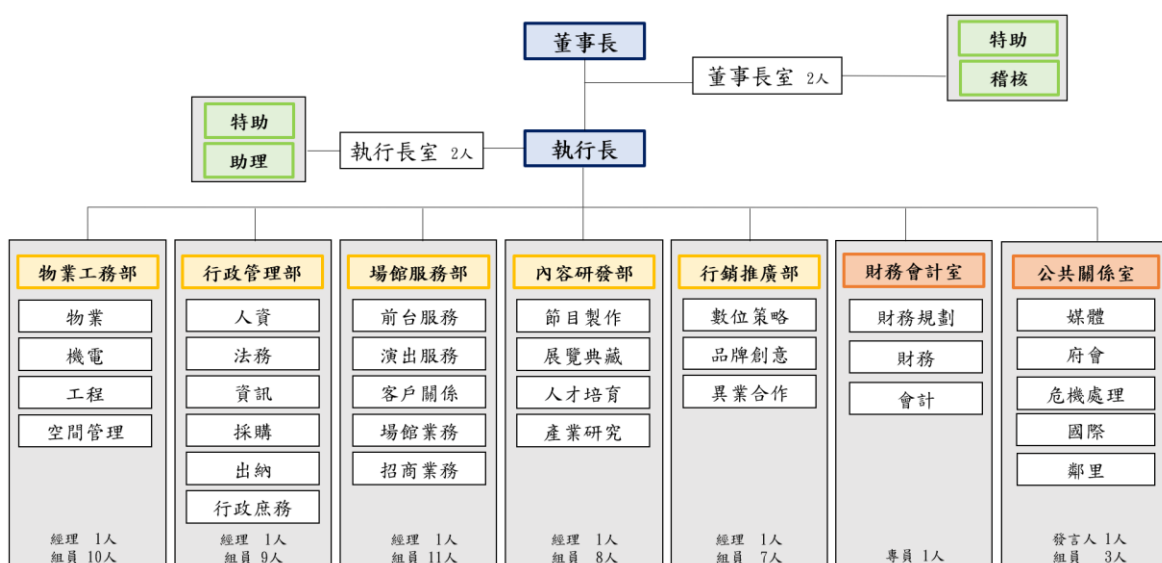 董事長
特助
董事長室 2人
稽核
特助
執行長室 2人
執行長
助理
物業工務部
物業
機電
工程
空間管理
經理 1人
組員 10人
行政管理部
人資
法務
資訊
採購
出納
行政庶務
經理 1人
組員 9人
場館服務部
前台服務
演出服務
客戶關係
場館業務
招商業務
經理 1人
組員 11人
內容研發部
節目製作
展覽典藏
人才培育
產業研究
經理 1人
組員 8人
行銷推廣部
數位策略
品牌創意
異業合作
經理 1人
組員 7人
財務會計室
財務規劃
財務
會計
專員 1人
公共關係室
媒體
府會
危機處理
國際
鄰里
發言人 1人
組員 3人